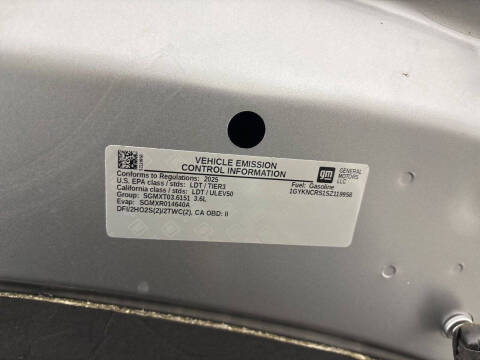 VEHICLE EMISSION
CONTROL INFORMATION
Conforms to Regulations: 2025
U.S. EPA class / stds: LDT / TIER3
California class / stds: LDT / ULEV50
Group: SGMXT03.6151 3.6L
Evap: SGMXR014640A
DFI/2HO2S(2)/2TWC(2), CA OBD: II
Fuel: Gasoline
1GYKNCRS1SZ119958
gm
GENERAL
MOTORS
LLC